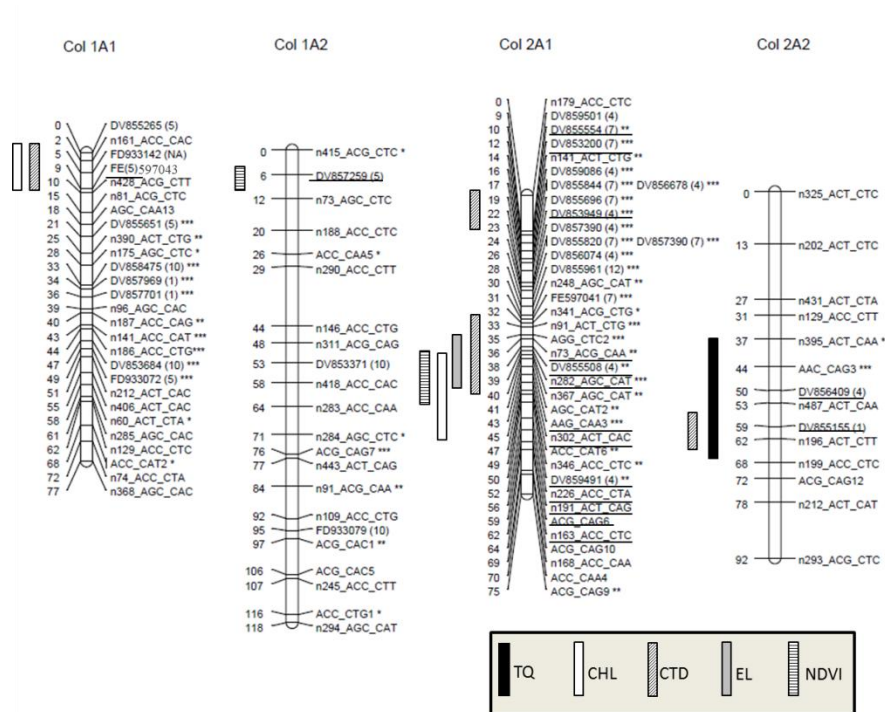 Col 1A1
0 DV855265 (5)
2 n161_ACC_CAC
5 FD933142 (NA)
9 FE(5)597043
10 n428_ACG_CTT
15 n81_ACG_CTC
18 AGC_CAA13
21 DV855651 (5) ***
25 n390_ACT_CTG **
28 n175_AGC_CTC *
33 DV858475 (10) ***
34 DV857969 (1) ***
36 DV857701 (1) ***
39 n96_AGC_CAC
40 n187_ACC_CAG **
43 n141_ACC_CAT ***
44 n186_ACC_CTG***
47 DV853684 (10) ***
49 FD933072 (5) ***
51 n212_ACT_CAC
55 n406_ACT_CAC
58 n60_ACT_CTA *
61 n285_AGC_CAC
62 n129_ACC_CTC
68 ACC_CAT2 *
72 n74_ACC_CTA
77 n368_AGC_CAC
Col 1A2
0 n415_ACG_CTC *
6 DV857259 (5)
12 n73_AGC_CTC
20 n188_ACC_CTC
26 ACC_CAA5 *
29 n290_ACC_CTT
44 n146_ACC_CTG
48 n311_ACG_CAG
53 DV853371 (10)
58 n418_ACC_CAC
64 n283_ACC_CAA
71 n284_AGC_CTC *
76 ACG_CAG7 ***
77 n443_ACT_CAG
84 n91_ACG_CAA **
92 n109_ACC_CTG
95 FD933079 (10)
97 ACG_CAC1 **
106 ACG_CAC5
107 n245_ACC_CTT
116 ACC_CTG1 *
118 n294_AGC_CAT
Col 2A1
0 n179_ACC_CTC
9 DV859501 (4)
10 DV855554 (7) **
12 DV853200 (7) ***
14 n141_ACT_CTG **
16 DV859086 (4) ***
17 DV855844 (7) *** DV856678 (4) ***
19 DV855696 (4) ***
22 DV853949 (4) ***
23 DV857390 (4) ***
24 DV855820 (7) *** DV857390 (7) ***
26 DV856074 (4) ***
28 DV855961 (12) ***
30 n248_AGC_CAT **
31 FE597041 (7) ***
32 n341_ACG_CTG *
33 n91_ACT_CTG ***
35 AGG_CTC2 ***
36 n73_ACG_CAA **
38 DV855508 (4) **
39 n282_AGC_CAT ***
40 n367_AGC_CAT **
41 AGC_CAT2 **
43 AAG_CAA3 ***
45 n302_ACT_CAC
47 ACC_CAT6 **
49 n346_ACC_CTC **
50 DV859491 (4) **
52 n226_ACC_CTA
56 n191_ACT_CAG
59 ACG_CAG6
62 n163_ACC_CTC
64 ACG_CAG10
69 n168_ACC_CAA
70 ACC_CAA4
75 ACG_CAG9 **
Col 2A2
0 n325_ACT_CTC
13 n202_ACT_CTC
27 n431_ACT_CTA
31 n129_ACC_CTT
37 n395_ACT_CAA *
44 AAC_CAG3 ***
50 DV856409 (4)
53 n487_ACT_CAA
59 DV855155 (1)
62 n196_ACT_CTT
68 n199_ACC_CTC
72 ACG_CAG12
78 n212_ACT_CAT
92 n293_ACG_CTC
TQ CHL CTD EL NDVI